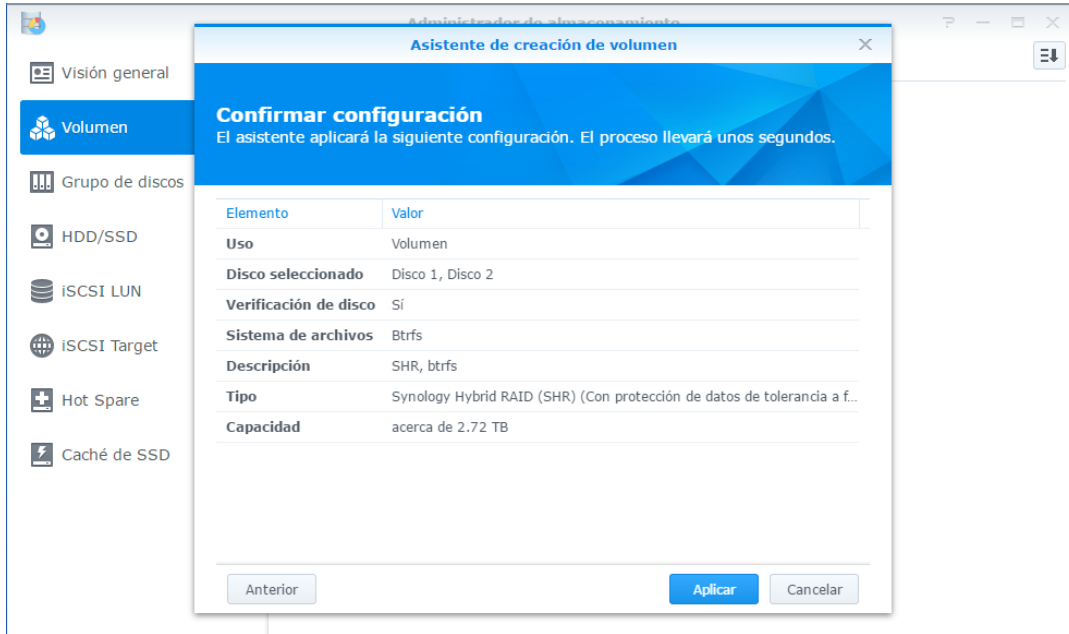 Administrador de almacenamiento
Asistente de creación de volumen
Visión general
Volumen
Grupo de discos
HDD/SSD
iSCSI LUN
iSCSI Target
Hot Spare
Caché de SSD
Confirmar configuración
El asistente aplicará la siguiente configuración. El proceso llevará unos segundos.
Elemento Valor
Uso Volumen
Disco seleccionado Disco 1, Disco 2
Verificación de disco Sí
Sistema de archivos Btrfs
Descripción SHR, btrfs
Tipo Synology Hybrid RAID (SHR) (Con protección de datos de tolerancia a f...
Capacidad acerca de 2.72 TB
Anterior Aplicar Cancelar